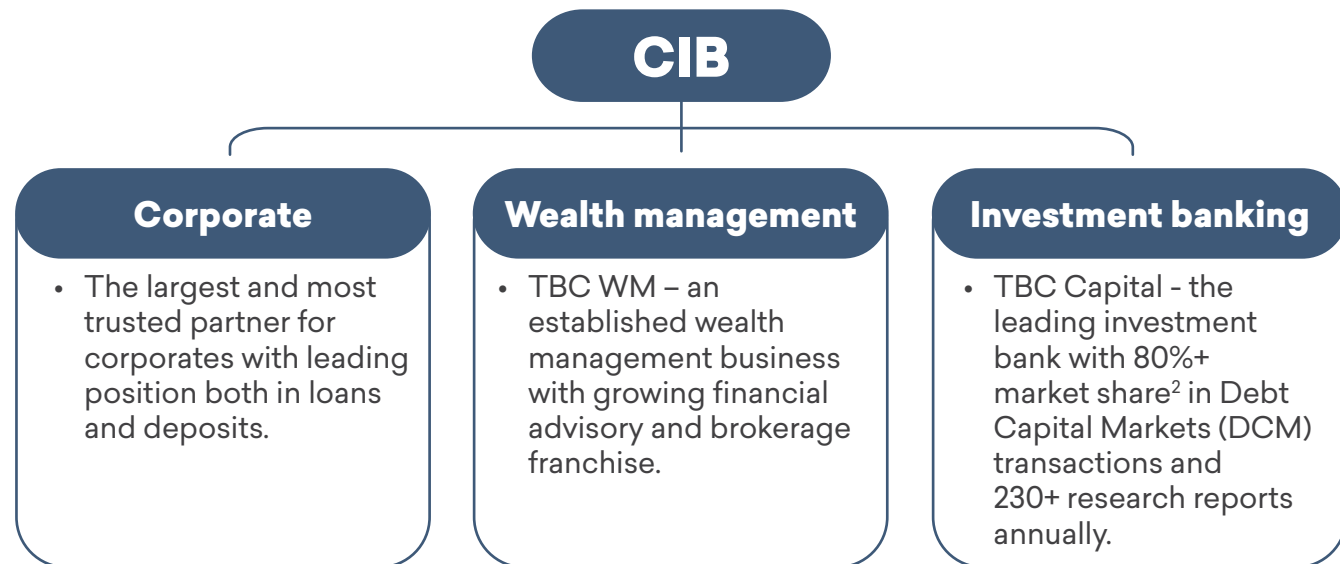 CIB
Corporate
• The largest and most
trusted partner for
corporates with leading
position both in loans
and deposits.
Wealth management
• TBC WM – an
established wealth
management business
with growing financial
advisory and brokerage
franchise.
Investment banking
• TBC Capital - the
leading investment
bank with 80%+
market share² in Debt
Capital Markets (DCM)
transactions and
230+ research reports
annually.